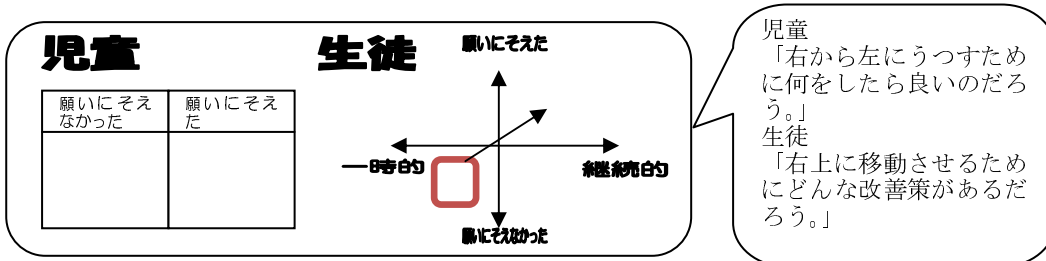 児童
願いにそえ
なかった
願いにそえ
た
生徒
願いにそえた
一時的
継続的
願いにそえなかった
児童
「右から左にうつすため
に何をしたら良いのだろ
う。」
生徒
「右上に移動させるため
にどんな改善策があるだ
ろう。」